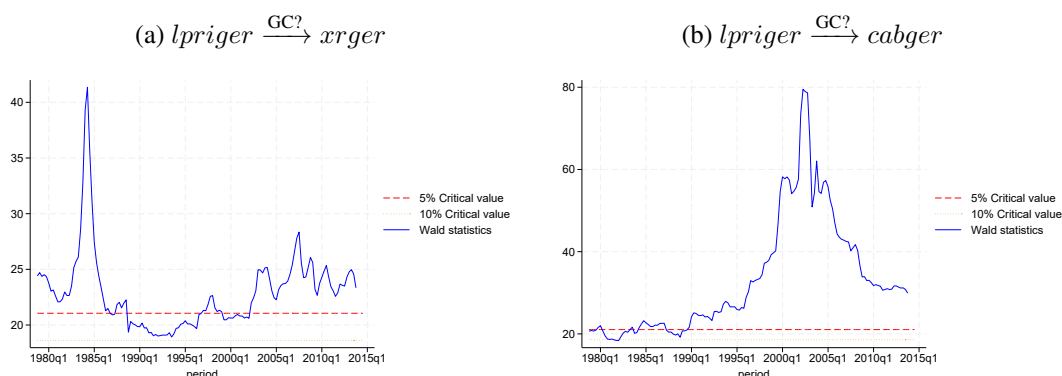 (a) lpriger GC?⟶ xrger
(b) lpriger GC?⟶ cabger
40
35
30
25
20
1980q1 1985q1 1990q1 1995q1 2000q1 2005q1 2010q1 2015q1
period
5% Critical value
10% Critical value
Wald statistics
80
60
40
20
1980q1 1985q1 1990q1 1995q1 2000q1 2005q1 2010q1 2015q1
period
5% Critical value
10% Critical value
Wald statistics